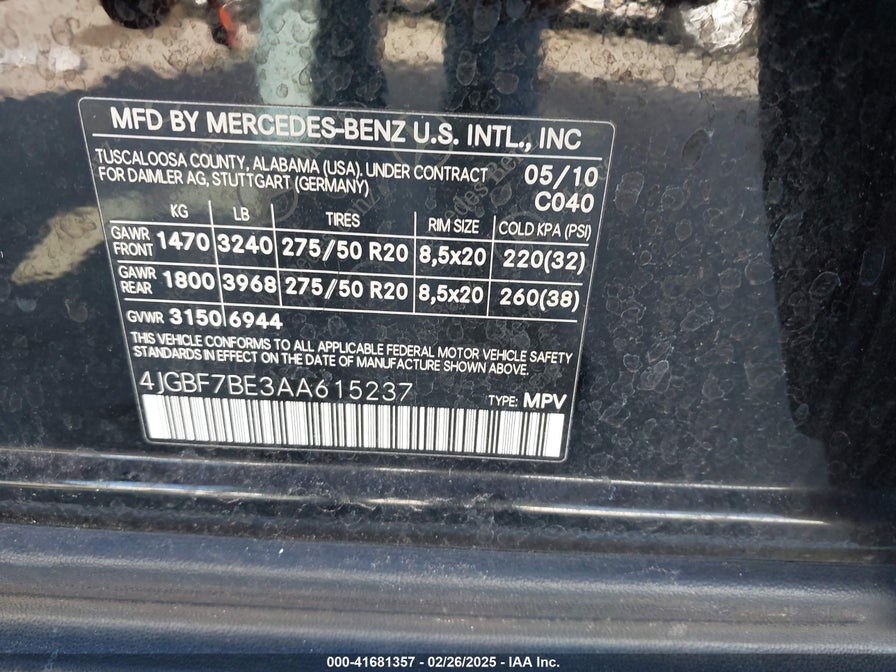 MFD BY MERCEDES-BENZ U.S. INTL., INC
TUSCALOOSA COUNTY, ALABAMA (USA). UNDER CONTRACT 05/10
FOR DAIMLER AG, STUTTGART (GERMANY) C040
KG LB TIRES RIM SIZE COLD KPA (PSI)
GAWR FRONT 1470 3240 275/50 R20 8,5x20 220(32)
GAWR REAR 1800 3968 275/50 R20 8,5x20 260(38)
GVWR 3150 6944
THIS VEHICLE CONFORMS TO ALL APPLICABLE FEDERAL MOTOR VEHICLE SAFETY
STANDARDS IN EFFECT ON THE DATE OF MANUFACTURE SHOWN ABOVE.
4JGBF7BE3AA615237 TYPE: MPV
000-41681357 - 02/26/2025 - IAA Inc.